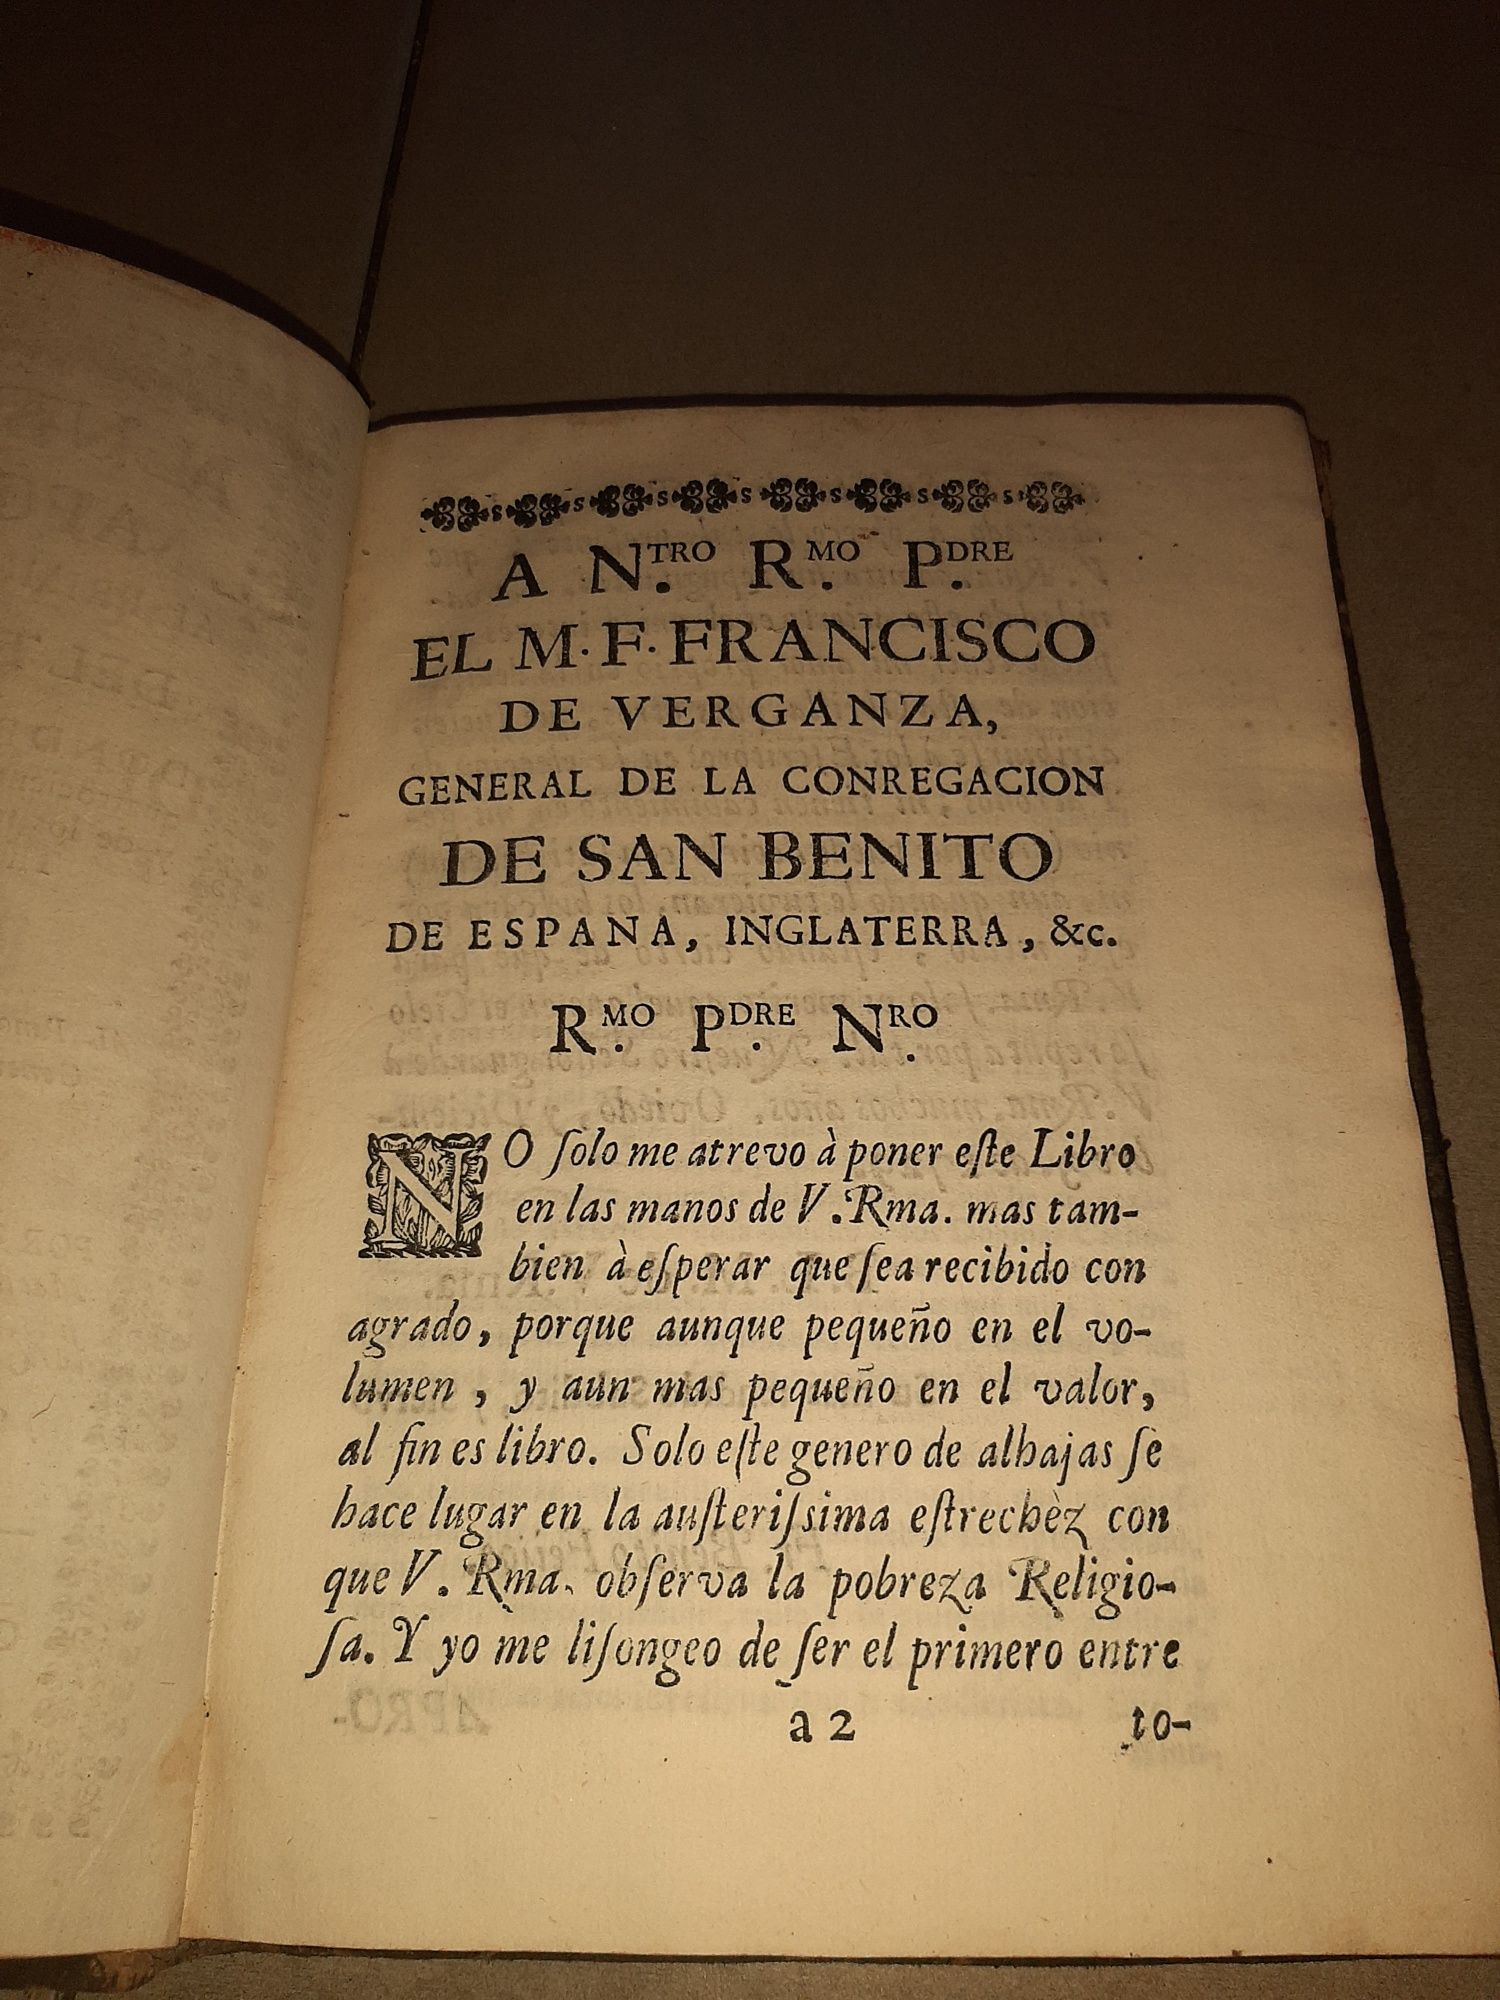 A N.TRO R.MO P.DRE
EL M. F. FRANCISCO
DE VERGANZA,
GENERAL DE LA CONREGACION
DE SAN BENITO
DE ESPANA, INGLATERRA, &c.
R.MO P.DRE N.RO
NO ſolo me atrevo à poner eſte Libro
en las manos de V. Rma. mas tam-
bien à eſperar que ſea recibido con
agrado, porque aunque pequeño en el vo-
lumen, y aun mas pequeño en el valor,
al fin es libro. Solo eſte genero de alhajas ſe
hace lugar en la auſteriſsima eſtrechèz con
que V. Rma. obſerva la pobreza Religio-
ſa. Y yo me liſongeo de ſer el primero entre
a 2 to-